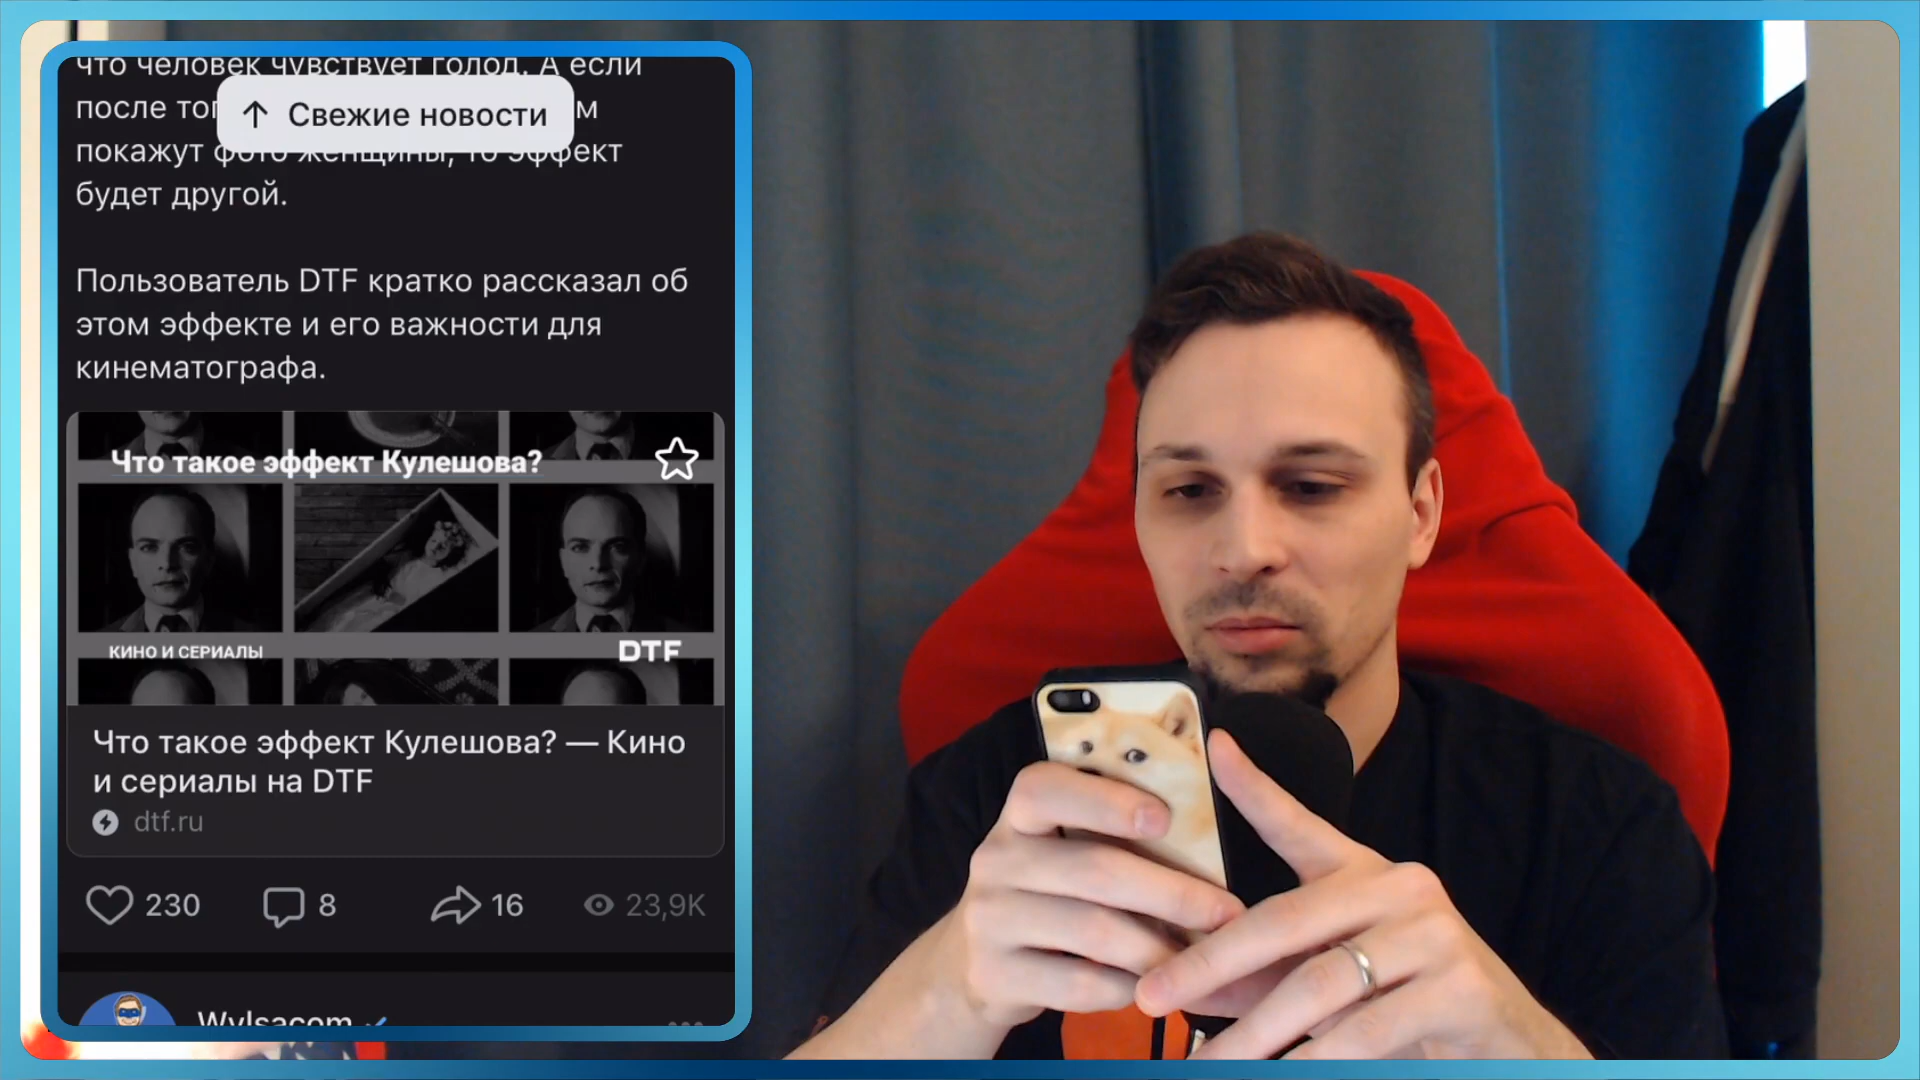 что человек чувствует голод. А если
после
м
Свежие новости
покажут фото женщины, то эффект
будет другой.
Пользователь DTF кратко рассказал об
этом эффекте и его важности для
кинематографа.
Что такое эффект Кулешова?
КИНО И СЕРИАЛЫ
DTF
Что такое эффект Кулешова? — Кино
и сериалы на DTF
dtf.ru
230
8
16
23,9K
Wylsacom